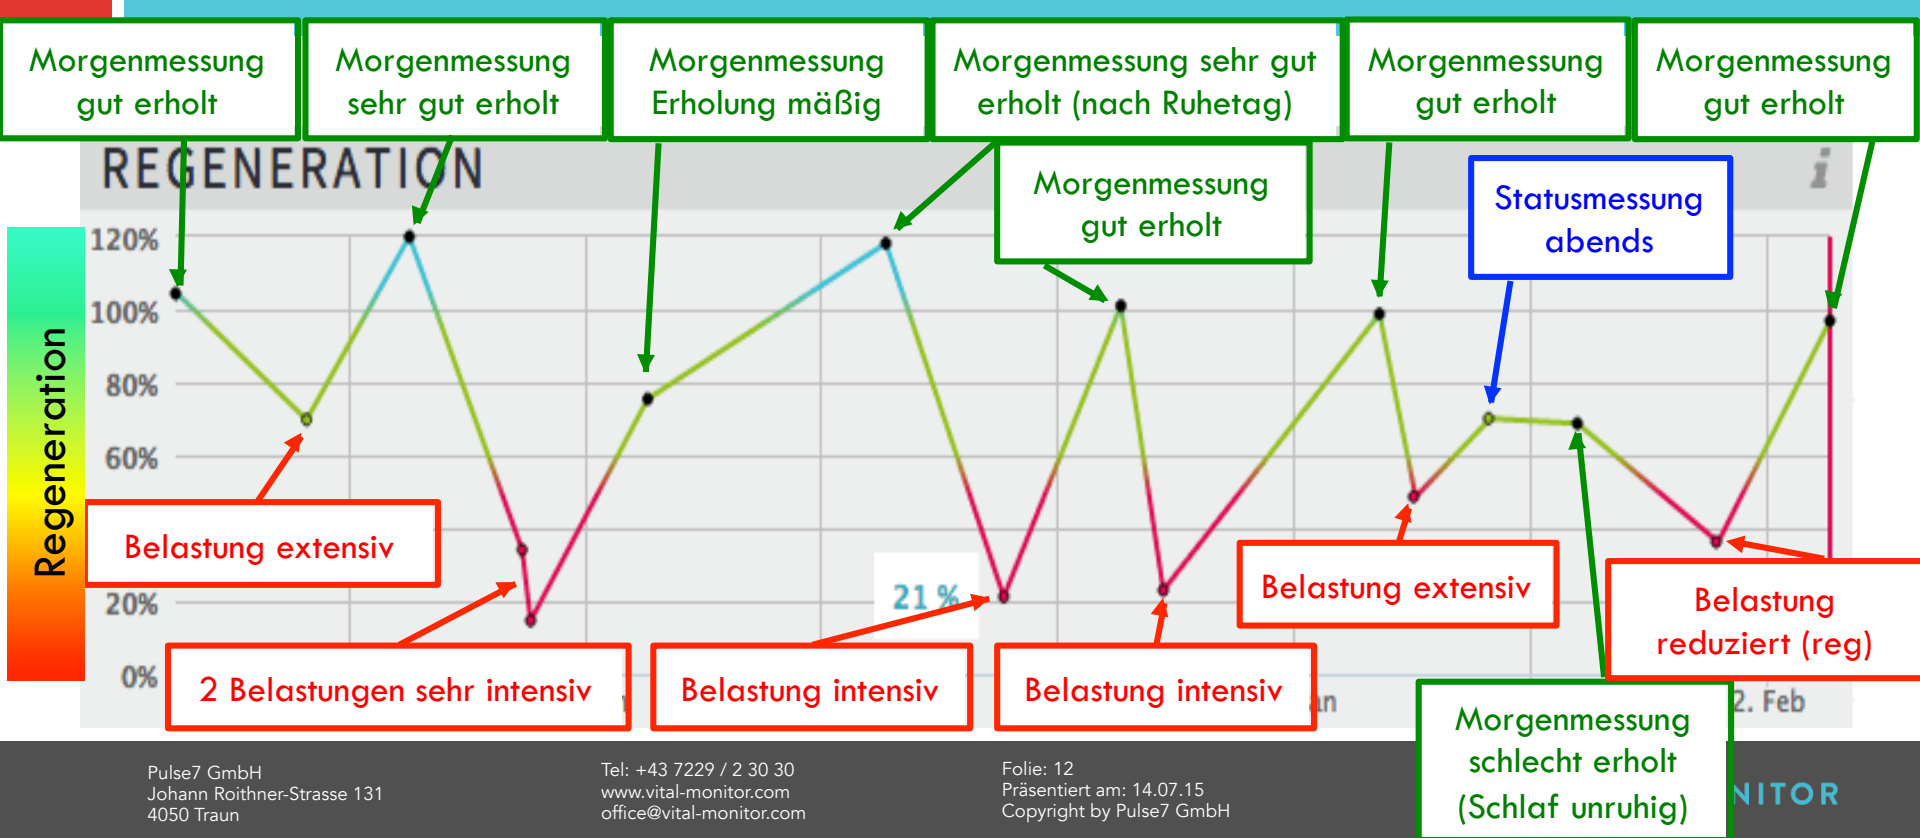 Morgenmessung
gut erholt
Morgenmessung
sehr gut erholt
Morgenmessung
Erholung mäßig
Morgenmessung sehr gut
erholt (nach Ruhetag)
Morgenmessung
gut erholt
Morgenmessung
gut erholt
REGENERATION
i
Morgenmessung
gut erholt
Statusmessung
abends
Regeneration
120%
100%
80%
60%
20%
0%
Belastung extensiv
21 %
Belastung extensiv
Belastung
reduziert (reg)
2 Belastungen sehr intensiv
Belastung intensiv
Belastung intensiv
2. Feb
Morgenmessung
schlecht erholt
(Schlaf unruhig)
Pulse7 GmbH
Johann Roithner-Strasse 131
4050 Traun
Tel: +43 7229 / 2 30 30
www.vital-monitor.com
office@vital-monitor.com
Folie: 12
Präsentiert am: 14.07.15
Copyright by Pulse7 GmbH
NITOR